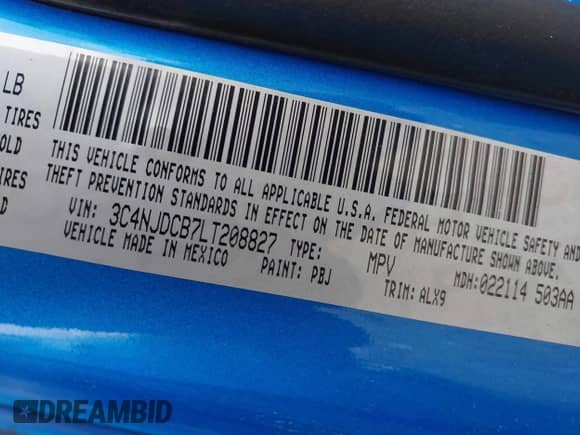 LB
TIRES
OLD
IRES
D
THIS VEHICLE CONFORMS TO ALL APPLICABLE U.S.A. FEDERAL MOTOR VEHICLE SAFETY AND
THEFT PREVENTION STANDARDS IN EFFECT ON THE DATE OF MANUFACTURE SHOWN ABOVE.
VIN: 3C4NJDCB7LT208827 TYPE: MPV MDH:022114 503AA
VEHICLE MADE IN MEXICO PAINT: PBJ TRIM: ALX9
DREAMBID